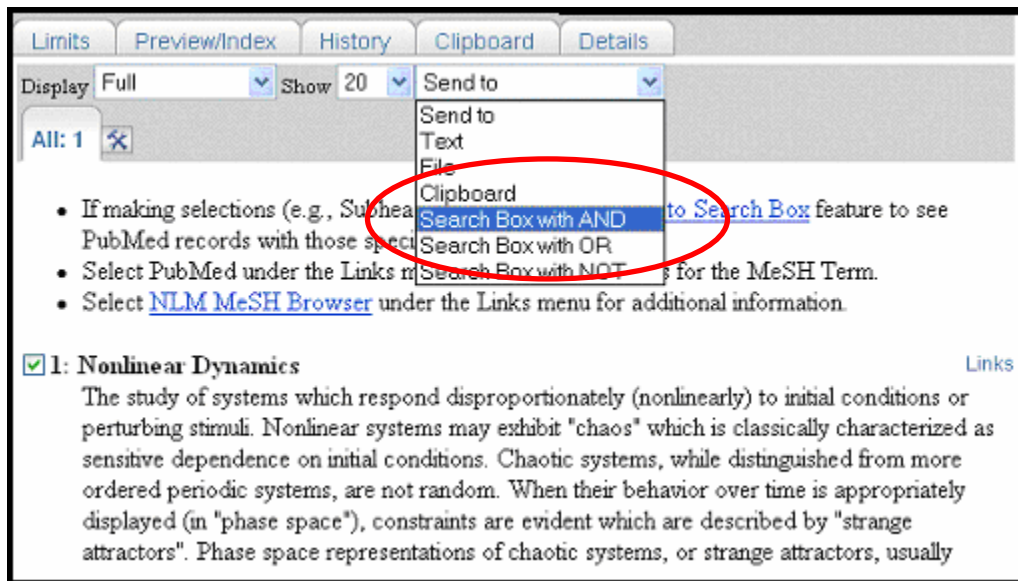 Limits Preview/Index History Clipboard Details
Display Full Show 20 Send to
Send to
Text
File
Clipboard
Search Box with AND
Search Box with OR
Search Box with NOT
All: 1
• If making selections (e.g., Subhea to Search Box feature to see
PubMed records with those speci
• Select PubMed under the Links m s for the MeSH Term.
• Select NLM MeSH Browser under the Links menu for additional information.
1: Nonlinear Dynamics Links
The study of systems which respond disproportionately (nonlinearly) to initial conditions or
perturbing stimuli. Nonlinear systems may exhibit "chaos" which is classically characterized as
sensitive dependence on initial conditions. Chaotic systems, while distinguished from more
ordered periodic systems, are not random. When their behavior over time is appropriately
displayed (in "phase space"), constraints are evident which are described by "strange
attractors". Phase space representations of chaotic systems, or strange attractors, usually